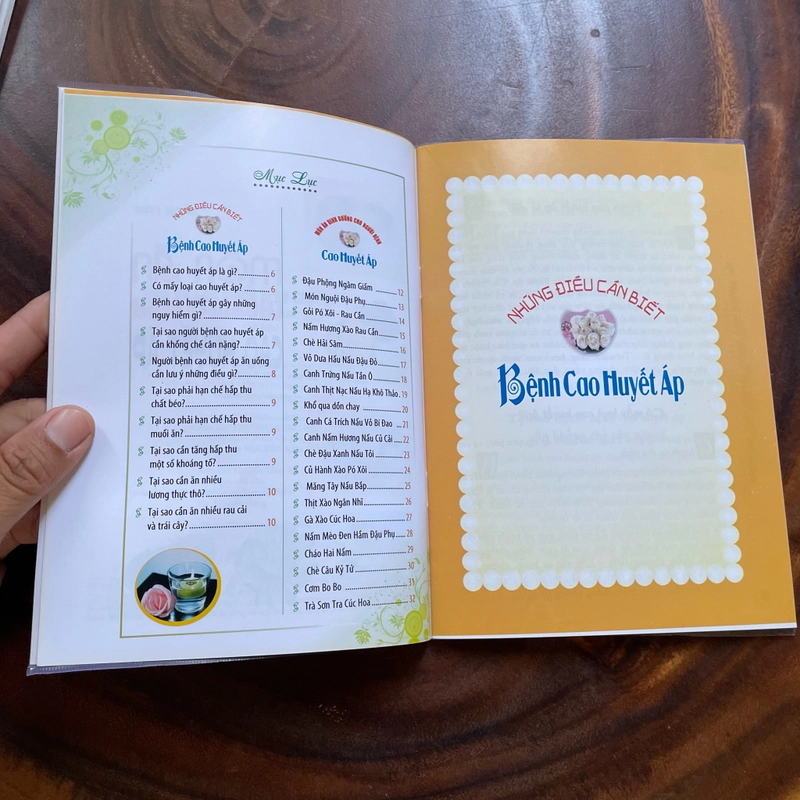 Mục Lục
NHỮNG ĐIỀU CẦN BIẾT
Bệnh Cao Huyết Áp
Bệnh cao huyết áp là gì? 6
Có mấy loại cao huyết áp? 6
Bệnh cao huyết áp gây những
nguy hiểm gì? 7
Tại sao người bệnh cao huyết áp
cần khống chế cân nặng? 7
Người bệnh cao huyết áp ăn uống
cần lưu ý những điều gì? 8
Tại sao phải hạn chế hấp thu
chất béo? 9
Tại sao phải hạn chế hấp thu
muối ăn? 9
Tại sao cần tăng hấp thu
một số khoáng tố? 9
Tại sao cần ăn nhiều
lương thực thô? 10
Tại sao cần ăn nhiều rau cải
và trái cây? 10
MÓN ĂN DINH DƯỠNG CHO NGƯỜI BỆNH
Cao Huyết Áp
Đậu Phộng Ngâm Giấm 12
Món Nguội Đậu Phụ 13
Gỏi Pó Xôi - Rau Cần 14
Nấm Hương Xào Rau Cần 15
Chè Hải Sâm 16
Vỏ Dưa Hấu Nấu Đậu Đỏ 17
Canh Trứng Nấu Tần Ô 18
Canh Thịt Nạc Nấu Hạ Khô Thảo 19
Khổ qua dồn chay 20
Canh Cá Trích Nấu Vỏ Bí Đao 21
Canh Nấm Hương Nấu Củ Cải 22
Chè Đậu Xanh Nấu Tỏi 23
Củ Hành Xào Pó Xôi 24
Măng Tây Nấu Bắp 25
Thịt Xào Ngân Nhĩ 26
Gà Xào Cúc Hoa 27
Nấm Mèo Đen Hầm Đậu Phụ 28
Cháo Hai Nấm 29
Chè Câu Kỷ Tử 30
Cơm Bo Bo 31
Trà Sơn Tra Cúc Hoa 32
NHỮNG ĐIỀU CẦN BIẾT
Bệnh Cao Huyết Áp